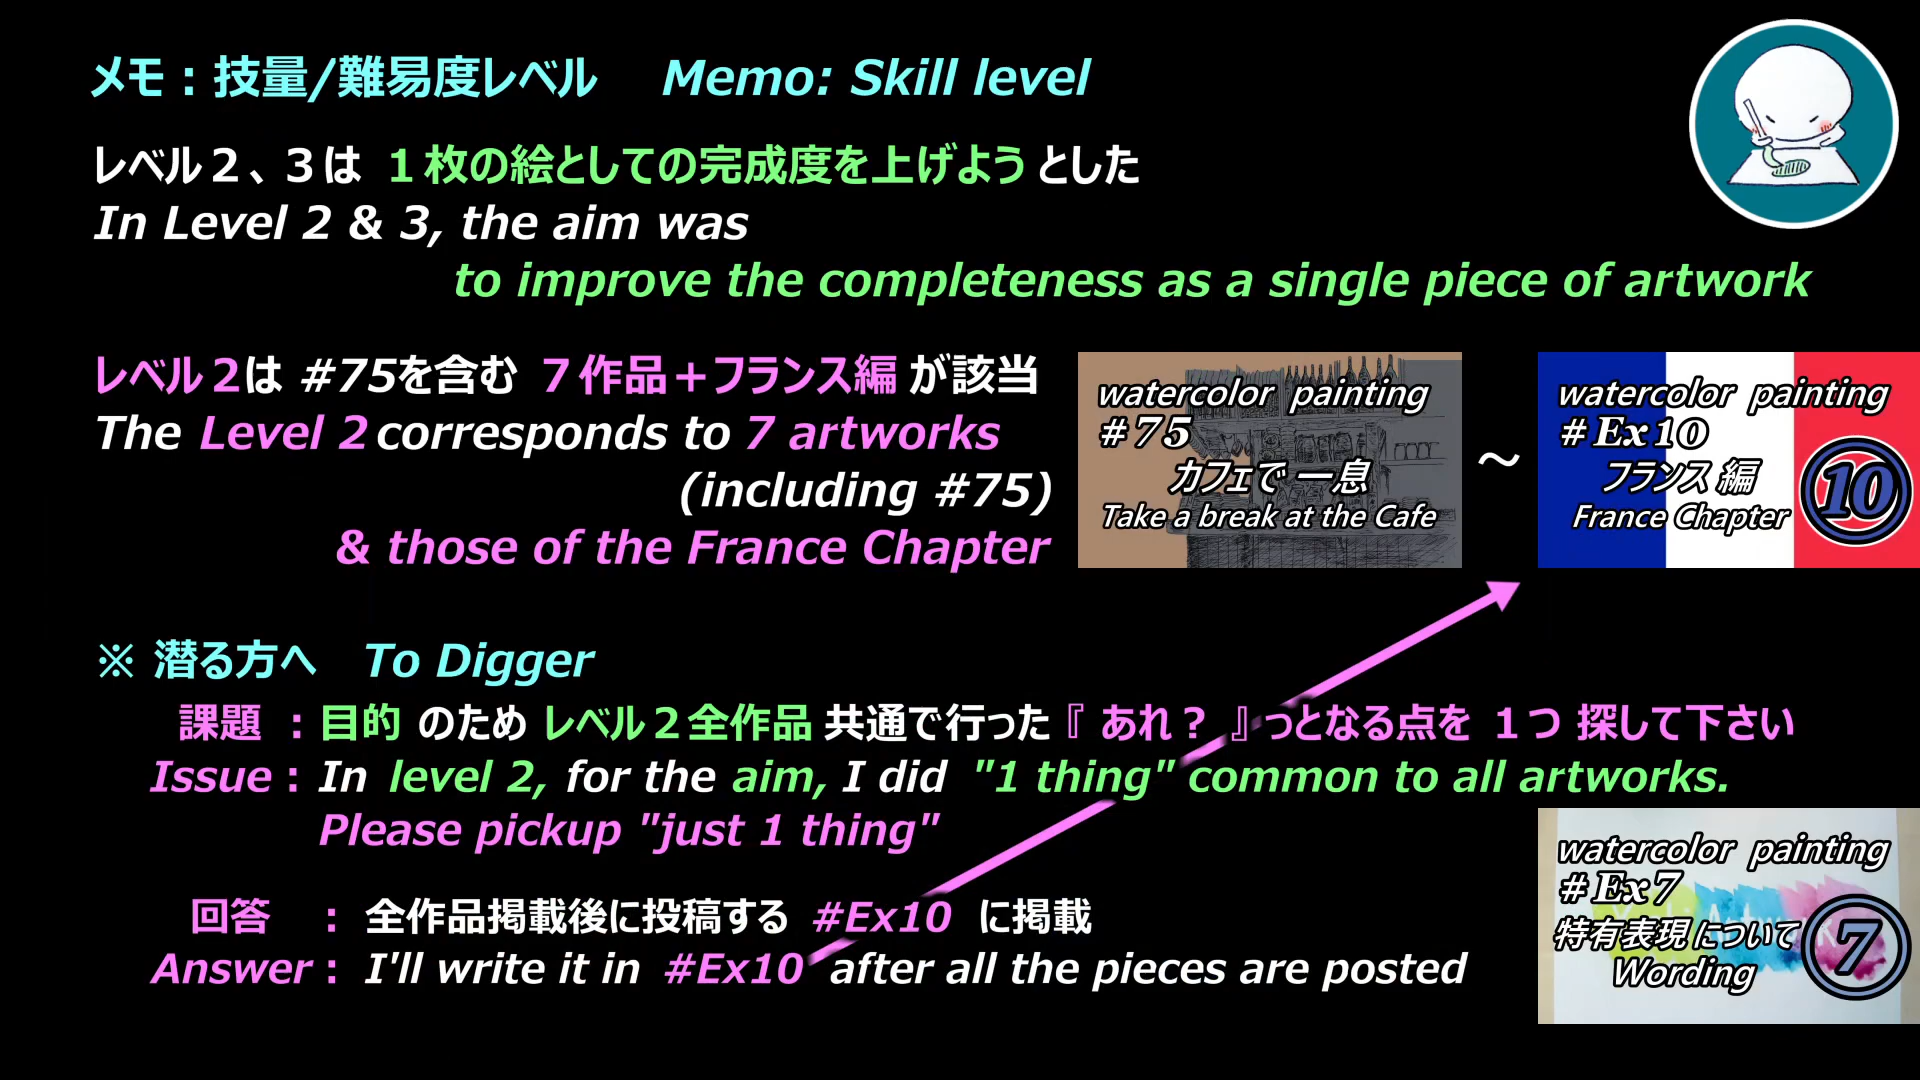 メモ：技量/難易度レベル　Memo: Skill level
レベル２、３は １枚の絵としての完成度を上げよう とした
In Level 2 & 3, the aim was
to improve the completeness as a single piece of artwork
レベル２は #75を含む ７作品＋フランス編 が該当
The Level 2 corresponds to 7 artworks
(including #75)
& those of the France Chapter
watercolor painting
#75
カフェで 一息
Take a break at the Cafe
～
watercolor painting
#Ex10
フランス 編
France Chapter
10
※ 潜る方へ　To Digger
課題 ：目的 のため レベル２全作品 共通で行った『 あれ？ 』っとなる点を １つ 探して下さい
Issue : In level 2, for the aim, I did "1 thing" common to all artworks.
Please pickup "just 1 thing"
回答 ： 全作品掲載後に投稿する #Ex10 に掲載
Answer : I'll write it in #Ex10 after all the pieces are posted
watercolor painting
#Ex7
特有表現 について
Wording
7